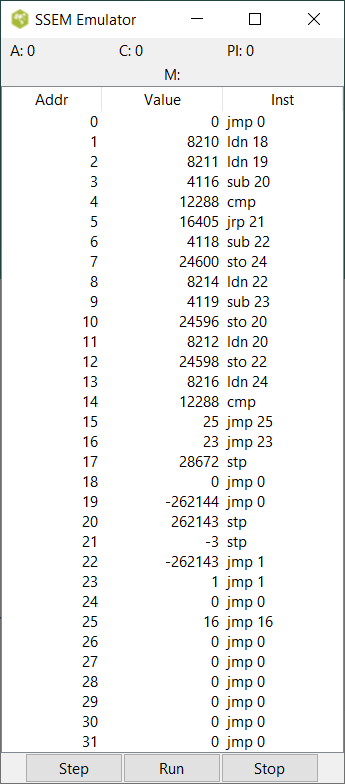 SSEM Emulator
A: 0 C: 0 PI: 0
M:
Addr Value Inst
0 0 jmp 0
1 8210 ldn 18
2 8211 ldn 19
3 4116 sub 20
4 12288 cmp
5 16405 jrp 21
6 4118 sub 22
7 24600 sto 24
8 8214 ldn 22
9 4119 sub 23
10 24596 sto 20
11 8212 ldn 20
12 24598 sto 22
13 8216 ldn 24
14 12288 cmp
15 25 jmp 25
16 23 jmp 23
17 28672 stp
18 0 jmp 0
19 -262144 jmp 0
20 262143 stp
21 -3 stp
22 -262143 jmp 1
23 1 jmp 1
24 0 jmp 0
25 16 jmp 16
26 0 jmp 0
27 0 jmp 0
28 0 jmp 0
29 0 jmp 0
30 0 jmp 0
31 0 jmp 0
Step Run Stop